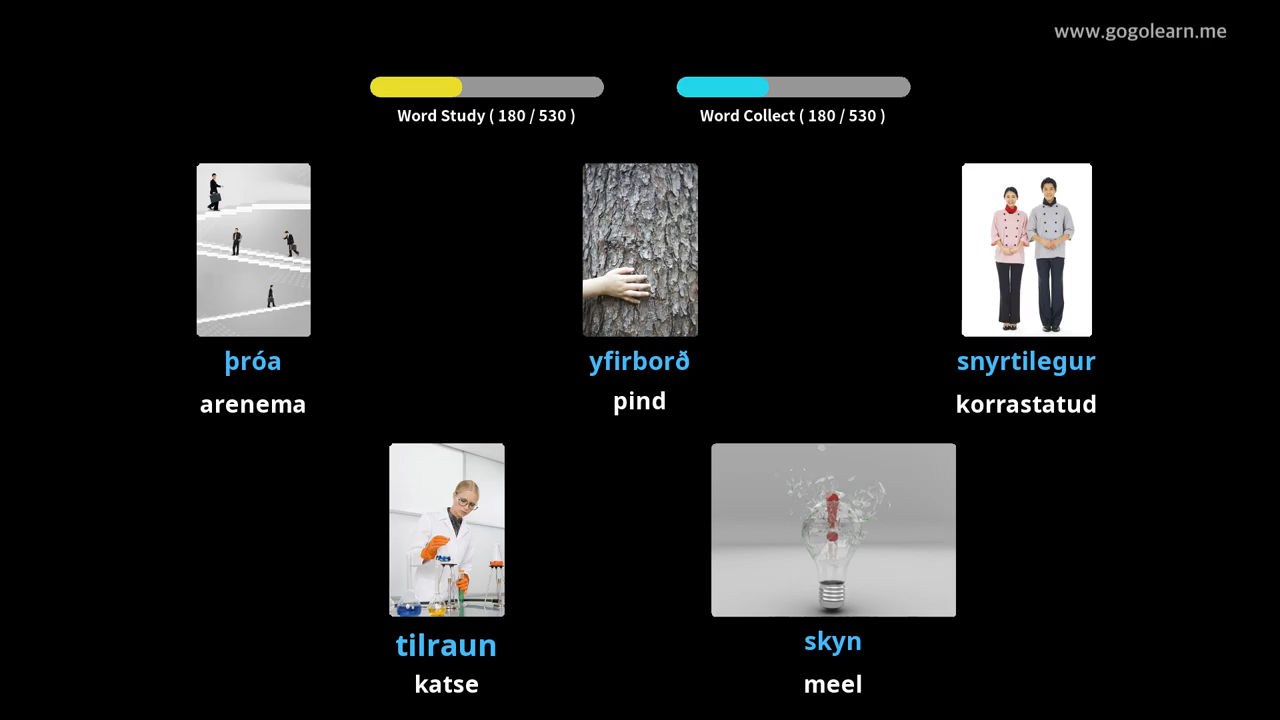 www.gogolearn.me
Word Study ( 180 / 530 )
Word Collect ( 180 / 530 )
þróa
arenema
yfirborð
pind
snyrtilegur
korrastatud
tilraun
katse
skyn
meel